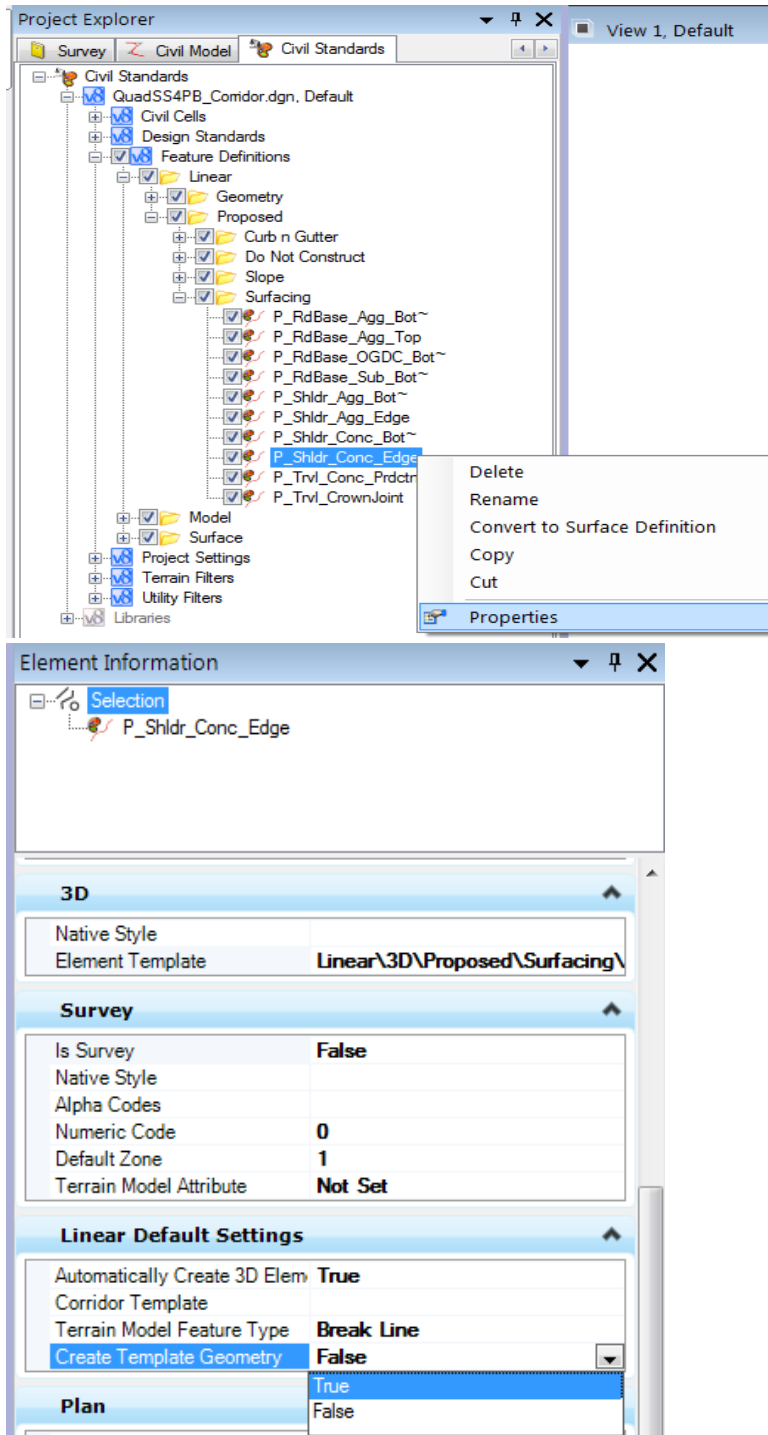 Project Explorer
View 1, Default
Survey Civil Model Civil Standards
Civil Standards
QuadSS4PB_Corridor.dgn, Default
Civil Cells
Design Standards
Feature Definitions
Linear
Geometry
Proposed
Curb n Gutter
Do Not Construct
Slope
Surfacing
P_RdBase_Agg_Bot~
P_RdBase_Agg_Top
P_RdBase_OGDC_Bot~
P_RdBase_Sub_Bot~
P_Shldr_Agg_Bot~
P_Shldr_Agg_Edge
P_Shldr_Conc_Bot~
P_Shldr_Conc_Edge
P_Trvl_Conc_Prdctn
P_Trvl_CrownJoint
Model
Surface
Project Settings
Terrain Filters
Utility Filters
Libraries
Delete
Rename
Convert to Surface Definition
Copy
Cut
Properties
Element Information
Selection
P_Shldr_Conc_Edge
3D
Native Style
Element Template Linear\3D\Proposed\Surfacing\
Survey
Is Survey False
Native Style
Alpha Codes
Numeric Code 0
Default Zone 1
Terrain Model Attribute Not Set
Linear Default Settings
Automatically Create 3D Elem True
Corridor Template
Terrain Model Feature Type Break Line
Create Template Geometry False
True
False
Plan